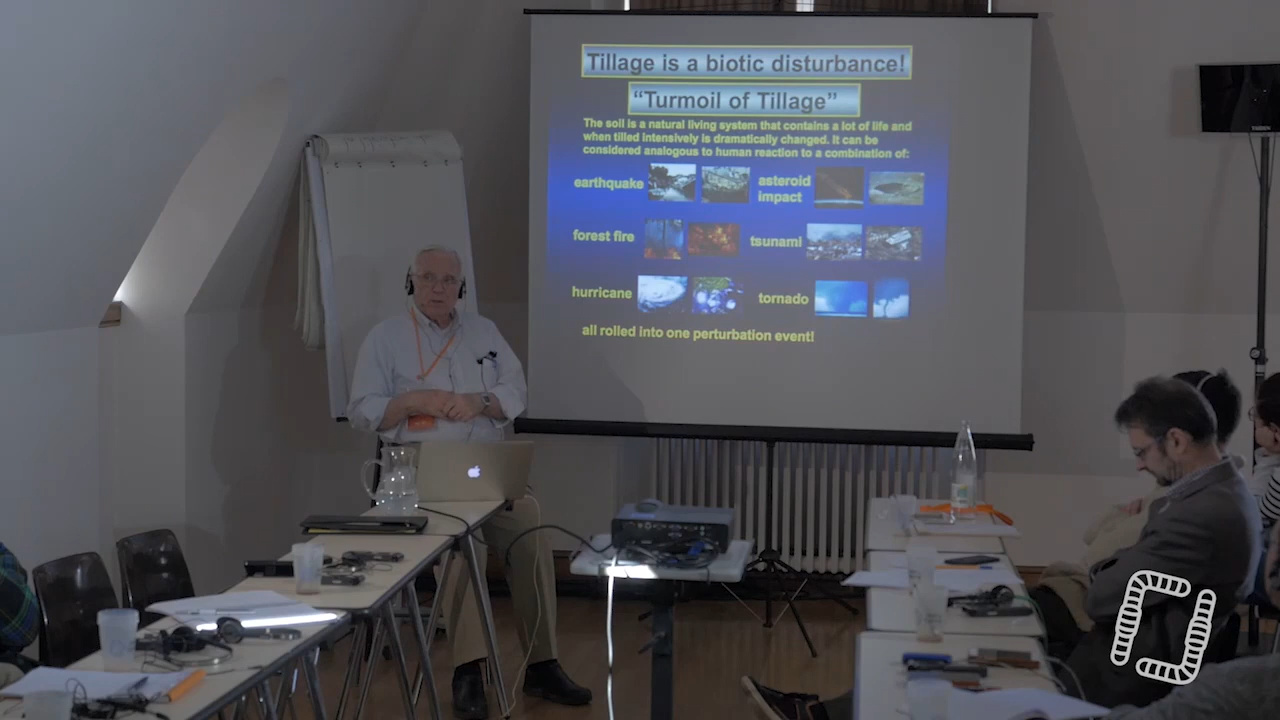 Tillage is a biotic disturbance!
“Turmoil of Tillage”
The soil is a natural living system that contains a lot of life and
when tilled intensively is dramatically changed. It can be
considered analogous to human reaction to a combination of:
earthquake
asteroid
impact
forest fire
tsunami
hurricane
tornado
all rolled into one perturbation event!